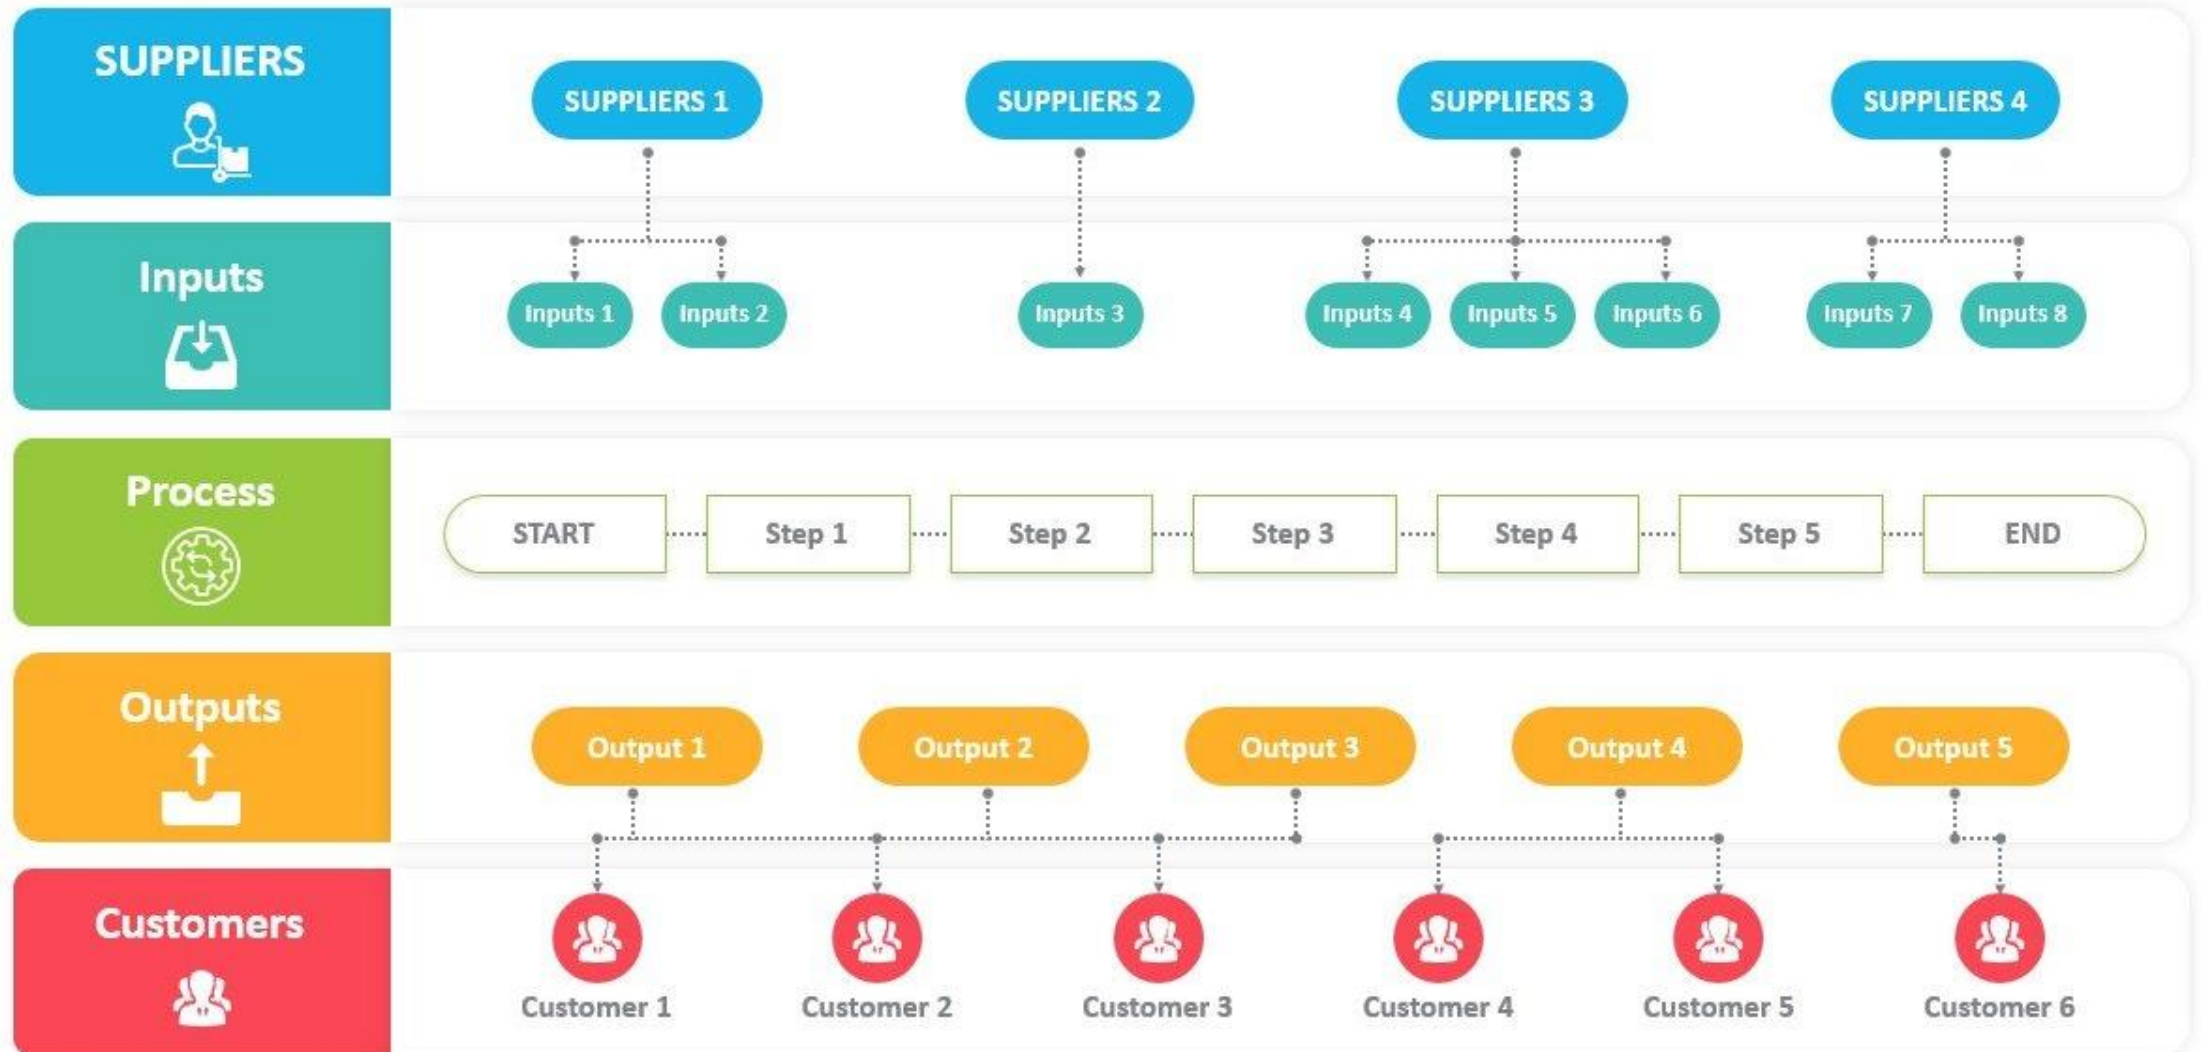 SUPPLIERS
SUPPLIERS 1
SUPPLIERS 2
SUPPLIERS 3
SUPPLIERS 4
Inputs
Inputs 1
Inputs 2
Inputs 3
Inputs 4
Inputs 5
Inputs 6
Inputs 7
Inputs 8
Process
START
Step 1
Step 2
Step 3
Step 4
Step 5
END
Outputs
Output 1
Output 2
Output 3
Output 4
Output 5
Customers
Customer 1
Customer 2
Customer 3
Customer 4
Customer 5
Customer 6